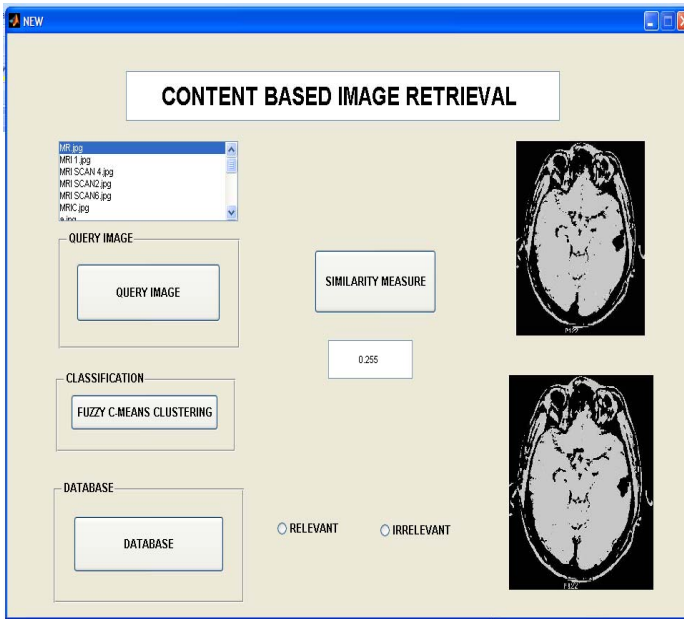 NEW
CONTENT BASED IMAGE RETRIEVAL
MR.jpg
MRI 1.jpg
MRI SCAN 4.jpg
MRI SCAN2.jpg
MRI SCAN6.jpg
MRIC.jpg
QUERY IMAGE
QUERY IMAGE
SIMILARITY MEASURE
0.255
CLASSIFICATION
FUZZY C-MEANS CLUSTERING
DATABASE
DATABASE
RELEVANT
IRRELEVANT